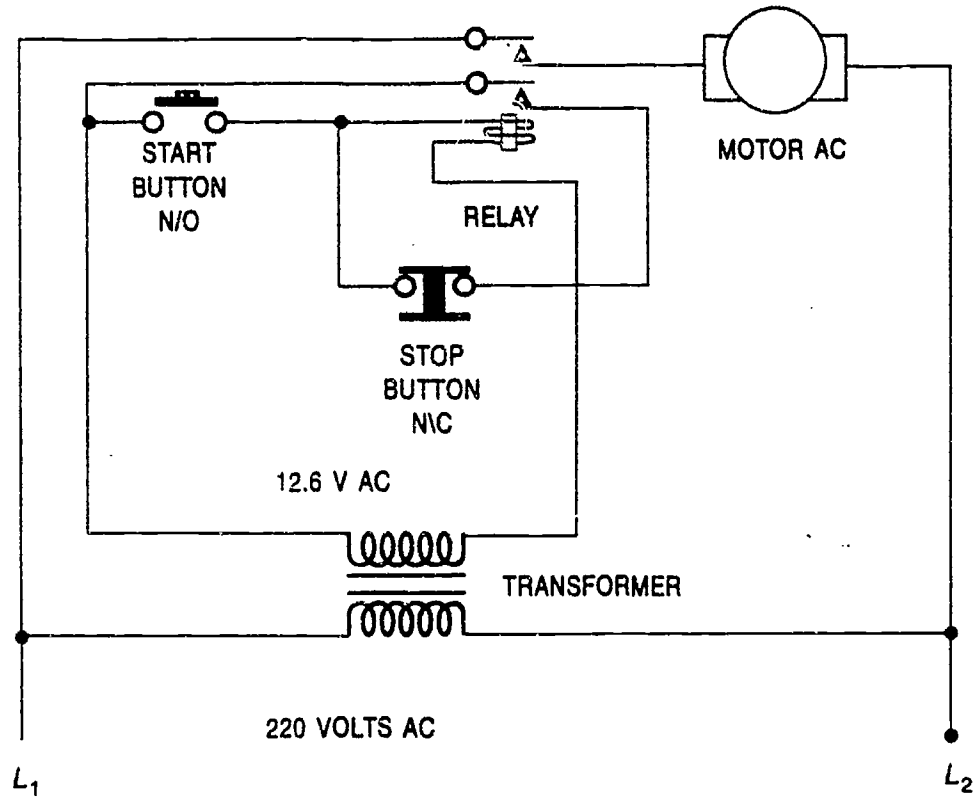 MOTOR AC
START
BUTTON
N/O
RELAY
STOP
BUTTON
N\C
12.6 V AC
TRANSFORMER
220 VOLTS AC
L1
L2